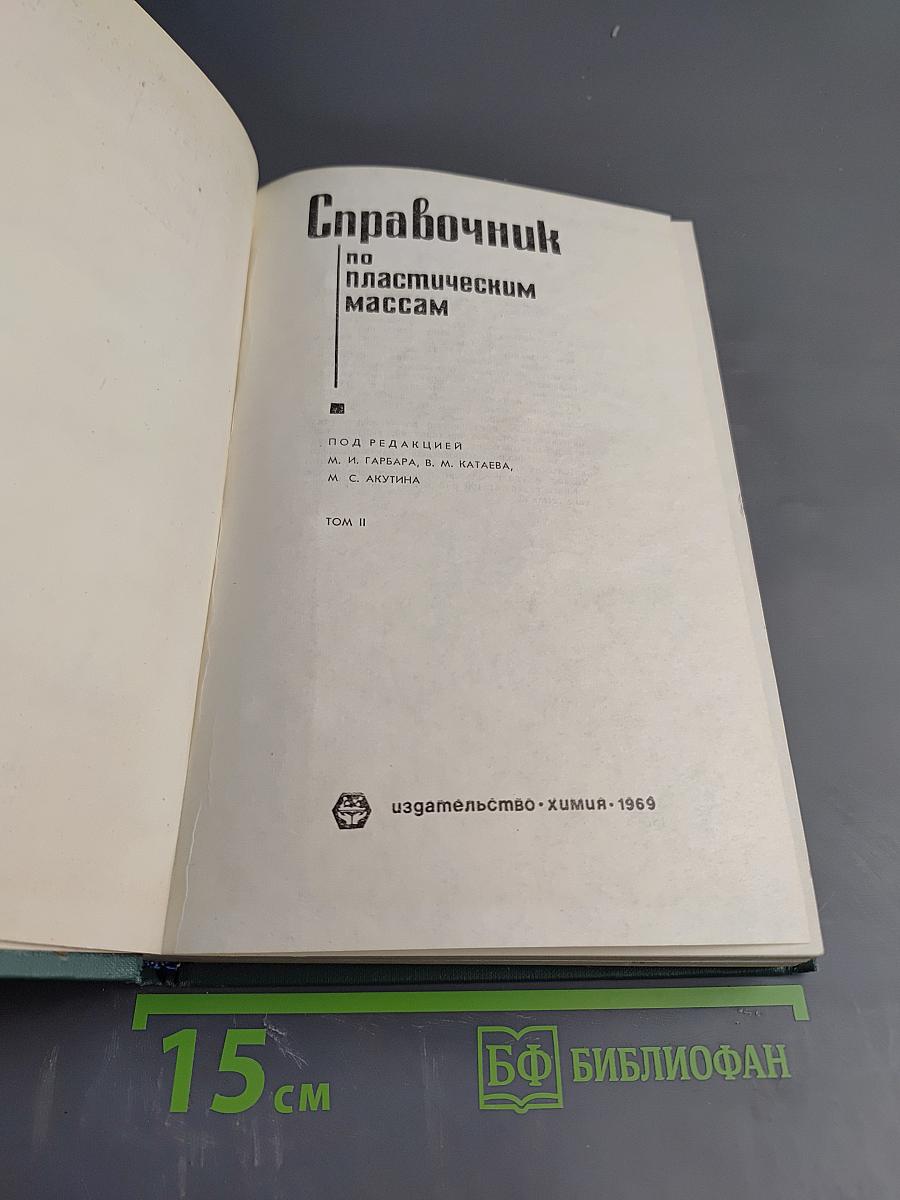 Справочник
по
пластическим
массам
ПОД РЕДАКЦИЕЙ
М. И. ГАРБАРА, В. М. КАТАЕВА,
М. С. АКУТИНА
ТОМ II
издательство • химия • 1969
15 см
БФ БИБЛИОФАН